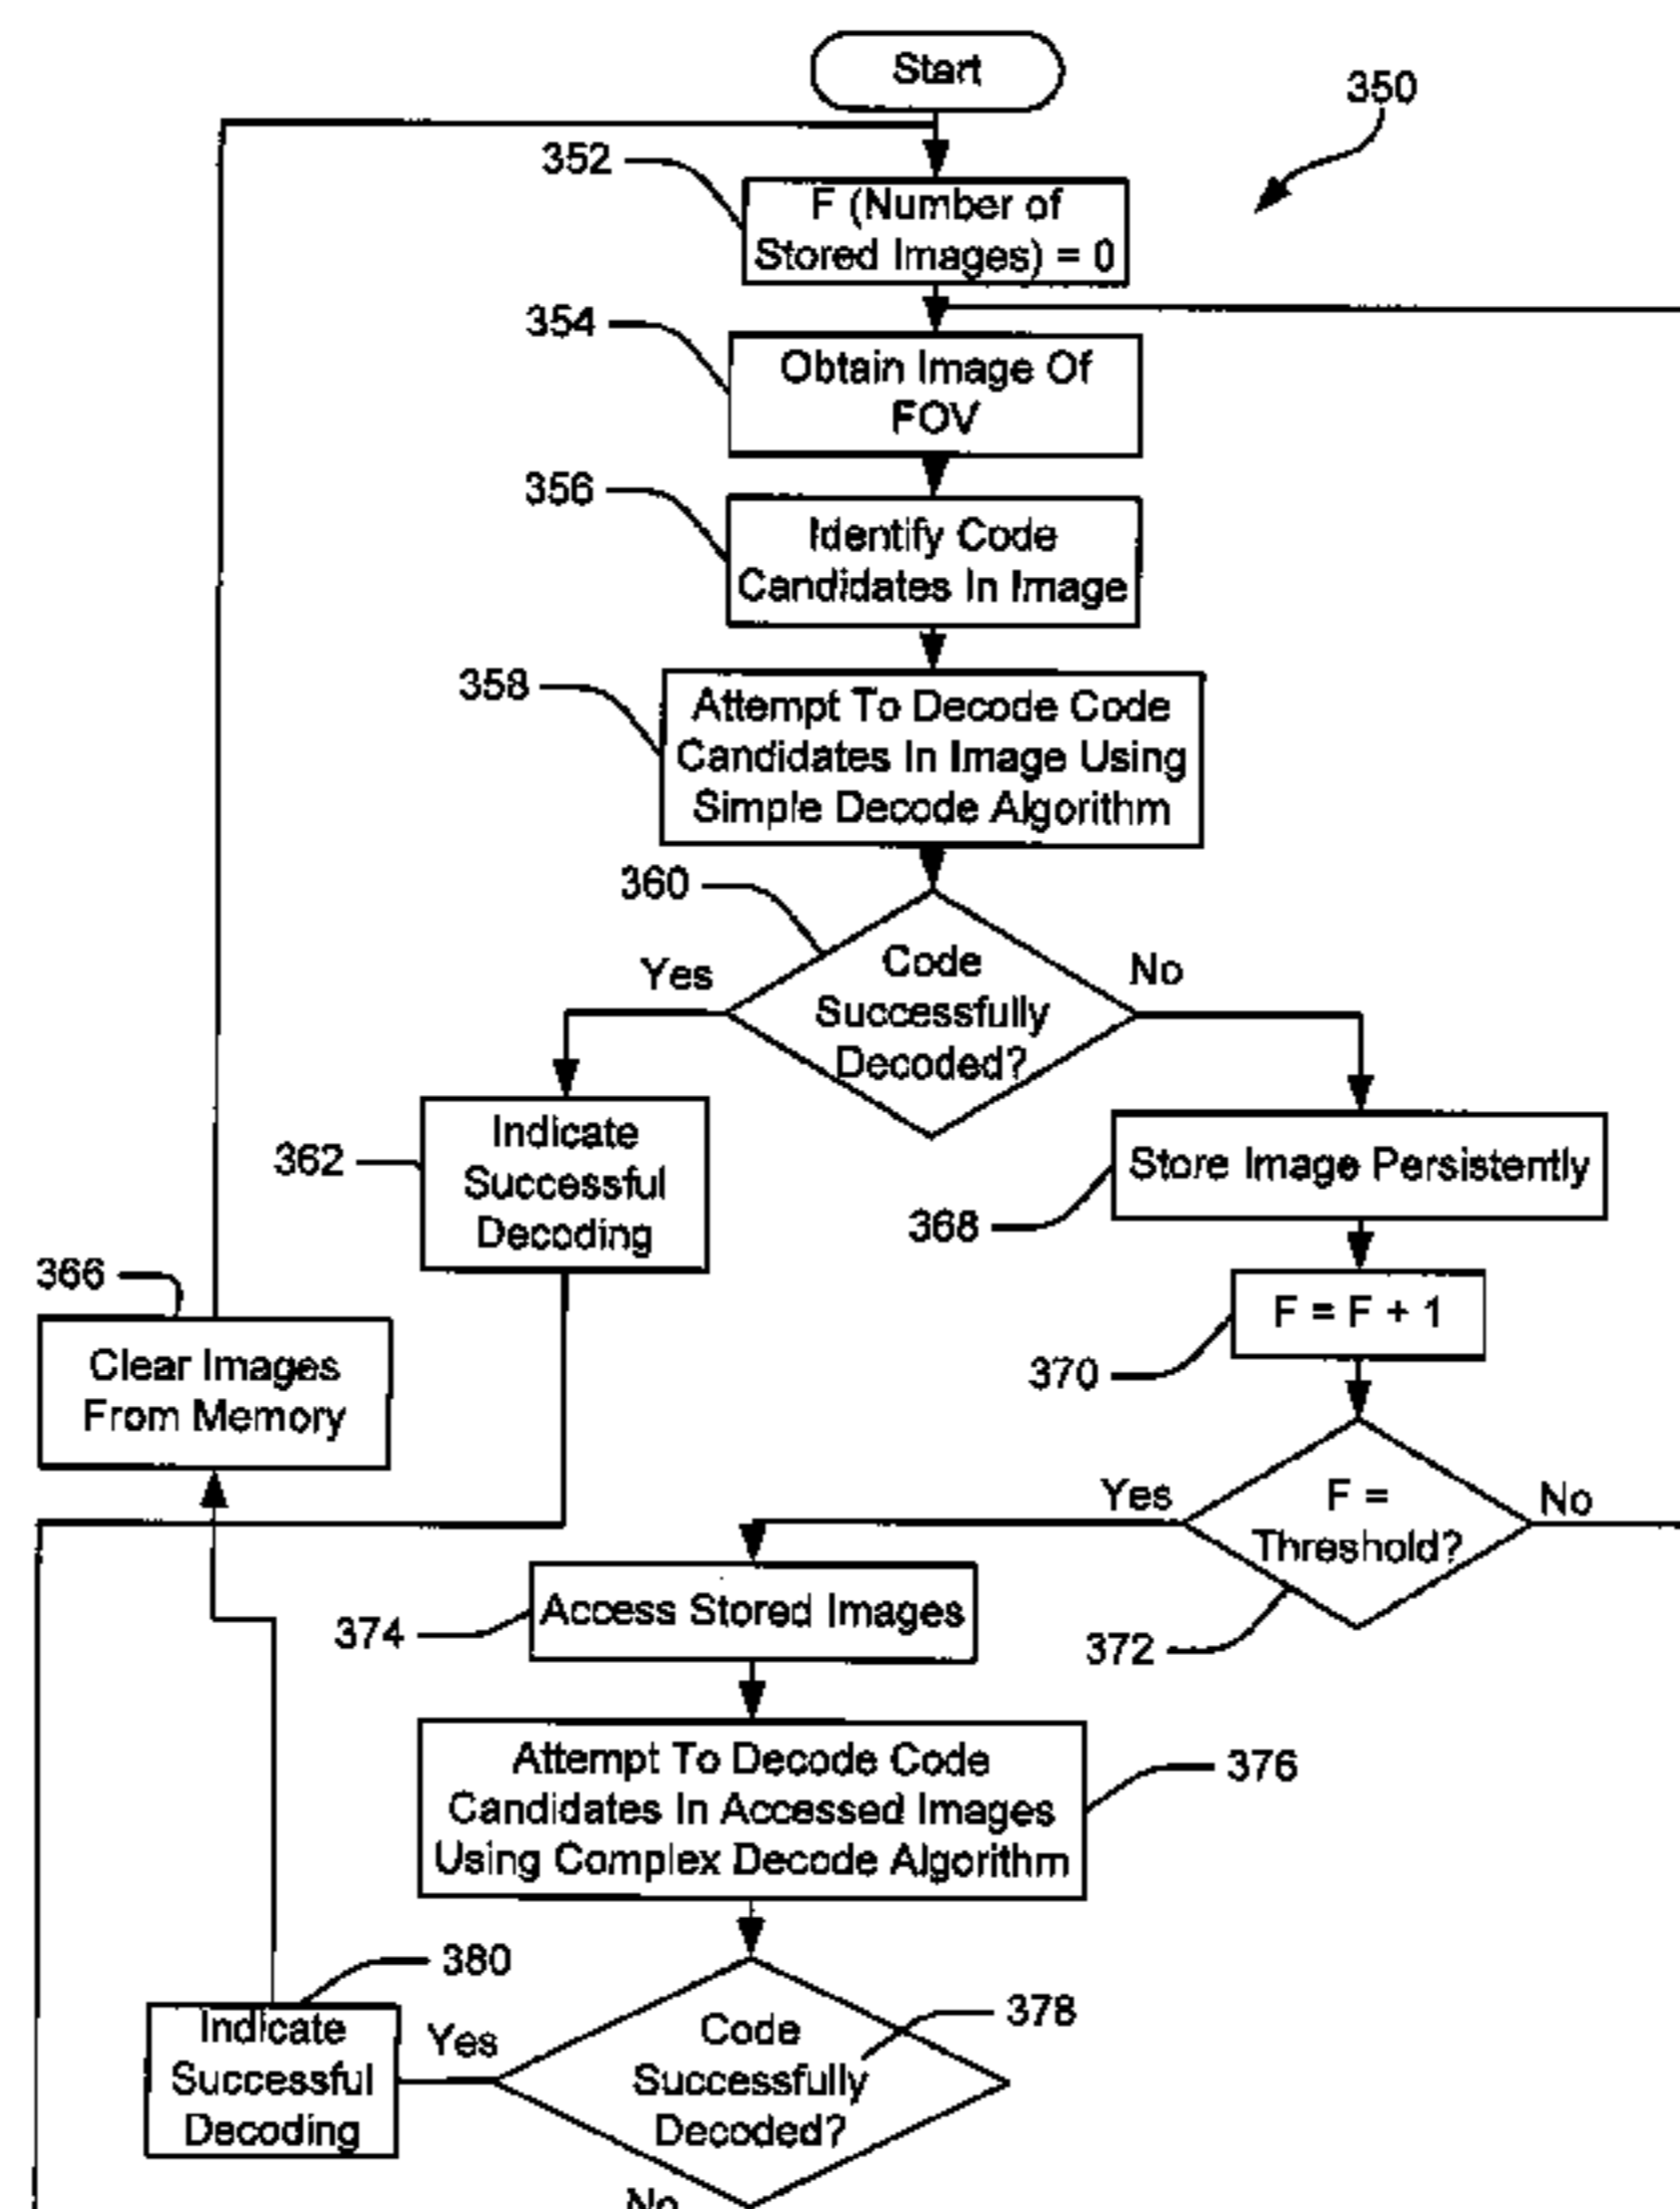 Start
350
352
F (Number of
Stored Images) = 0
354
Obtain Image Of
FOV
356
Identify Code
Candidates In Image
358
Attempt To Decode Code
Candidates In Image Using
Simple Decode Algorithm
360
Yes
Code
Successfully
Decoded?
No
362
Indicate
Successful
Decoding
Store Image Persistently
368
366
Clear Images
From Memory
F = F + 1
370
Yes
F =
Threshold?
No
372
Access Stored Images
374
Attempt To Decode Code
Candidates In Accessed Images
Using Complex Decode Algorithm
376
380
Indicate
Successful
Decoding
Yes
Code
Successfully
Decoded?
378
No